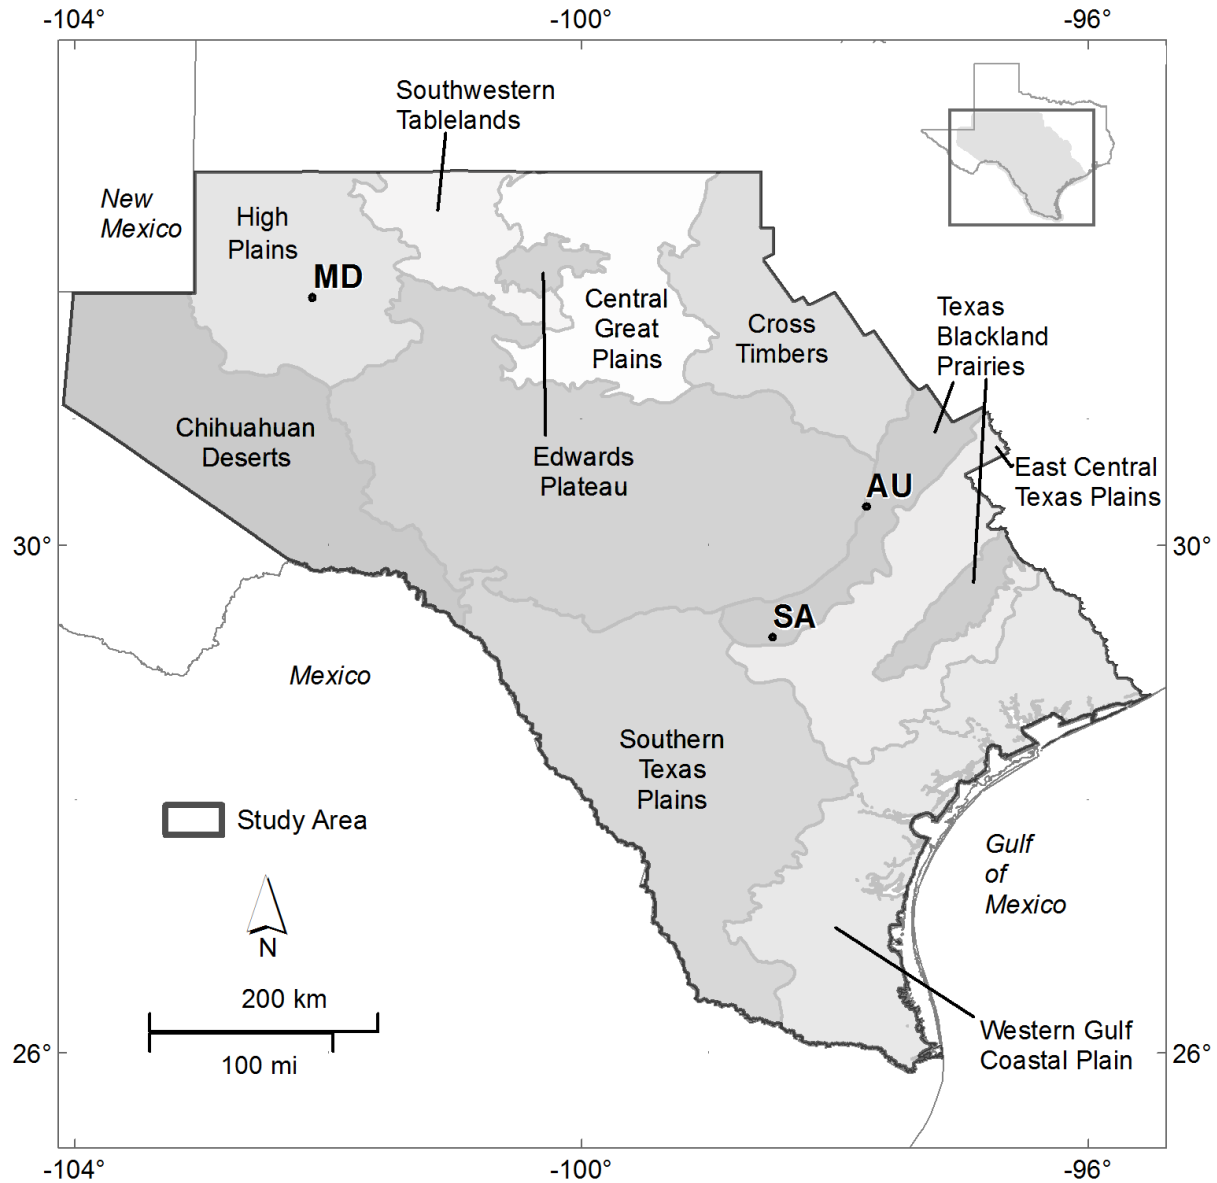 -104°
-100°
-96°
Southwestern
Tablelands
New
Mexico
High
Plains
MD
Central
Great
Plains
Cross
Timbers
Texas
Blackland
Prairies
Chihuahuan
Deserts
Edwards
Plateau
AU
East Central
Texas Plains
30°
30°
SA
Mexico
Southern
Texas
Plains
Study Area
Gulf
of
Mexico
N
200 km
100 mi
Western Gulf
Coastal Plain
26°
26°
-104°
-100°
-96°